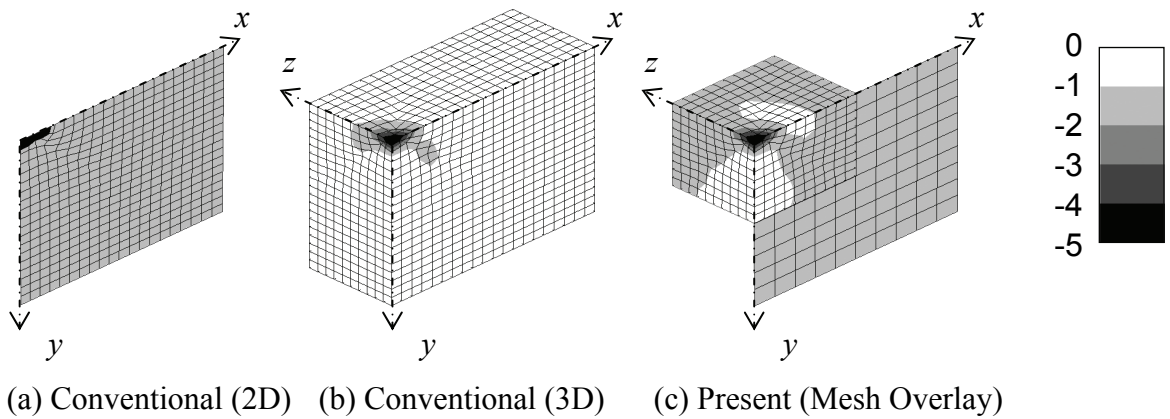 x
y
(a) Conventional (2D)
x
z
y
(b) Conventional (3D)
x
z
y
(c) Present (Mesh Overlay)
0
-1
-2
-3
-4
-5